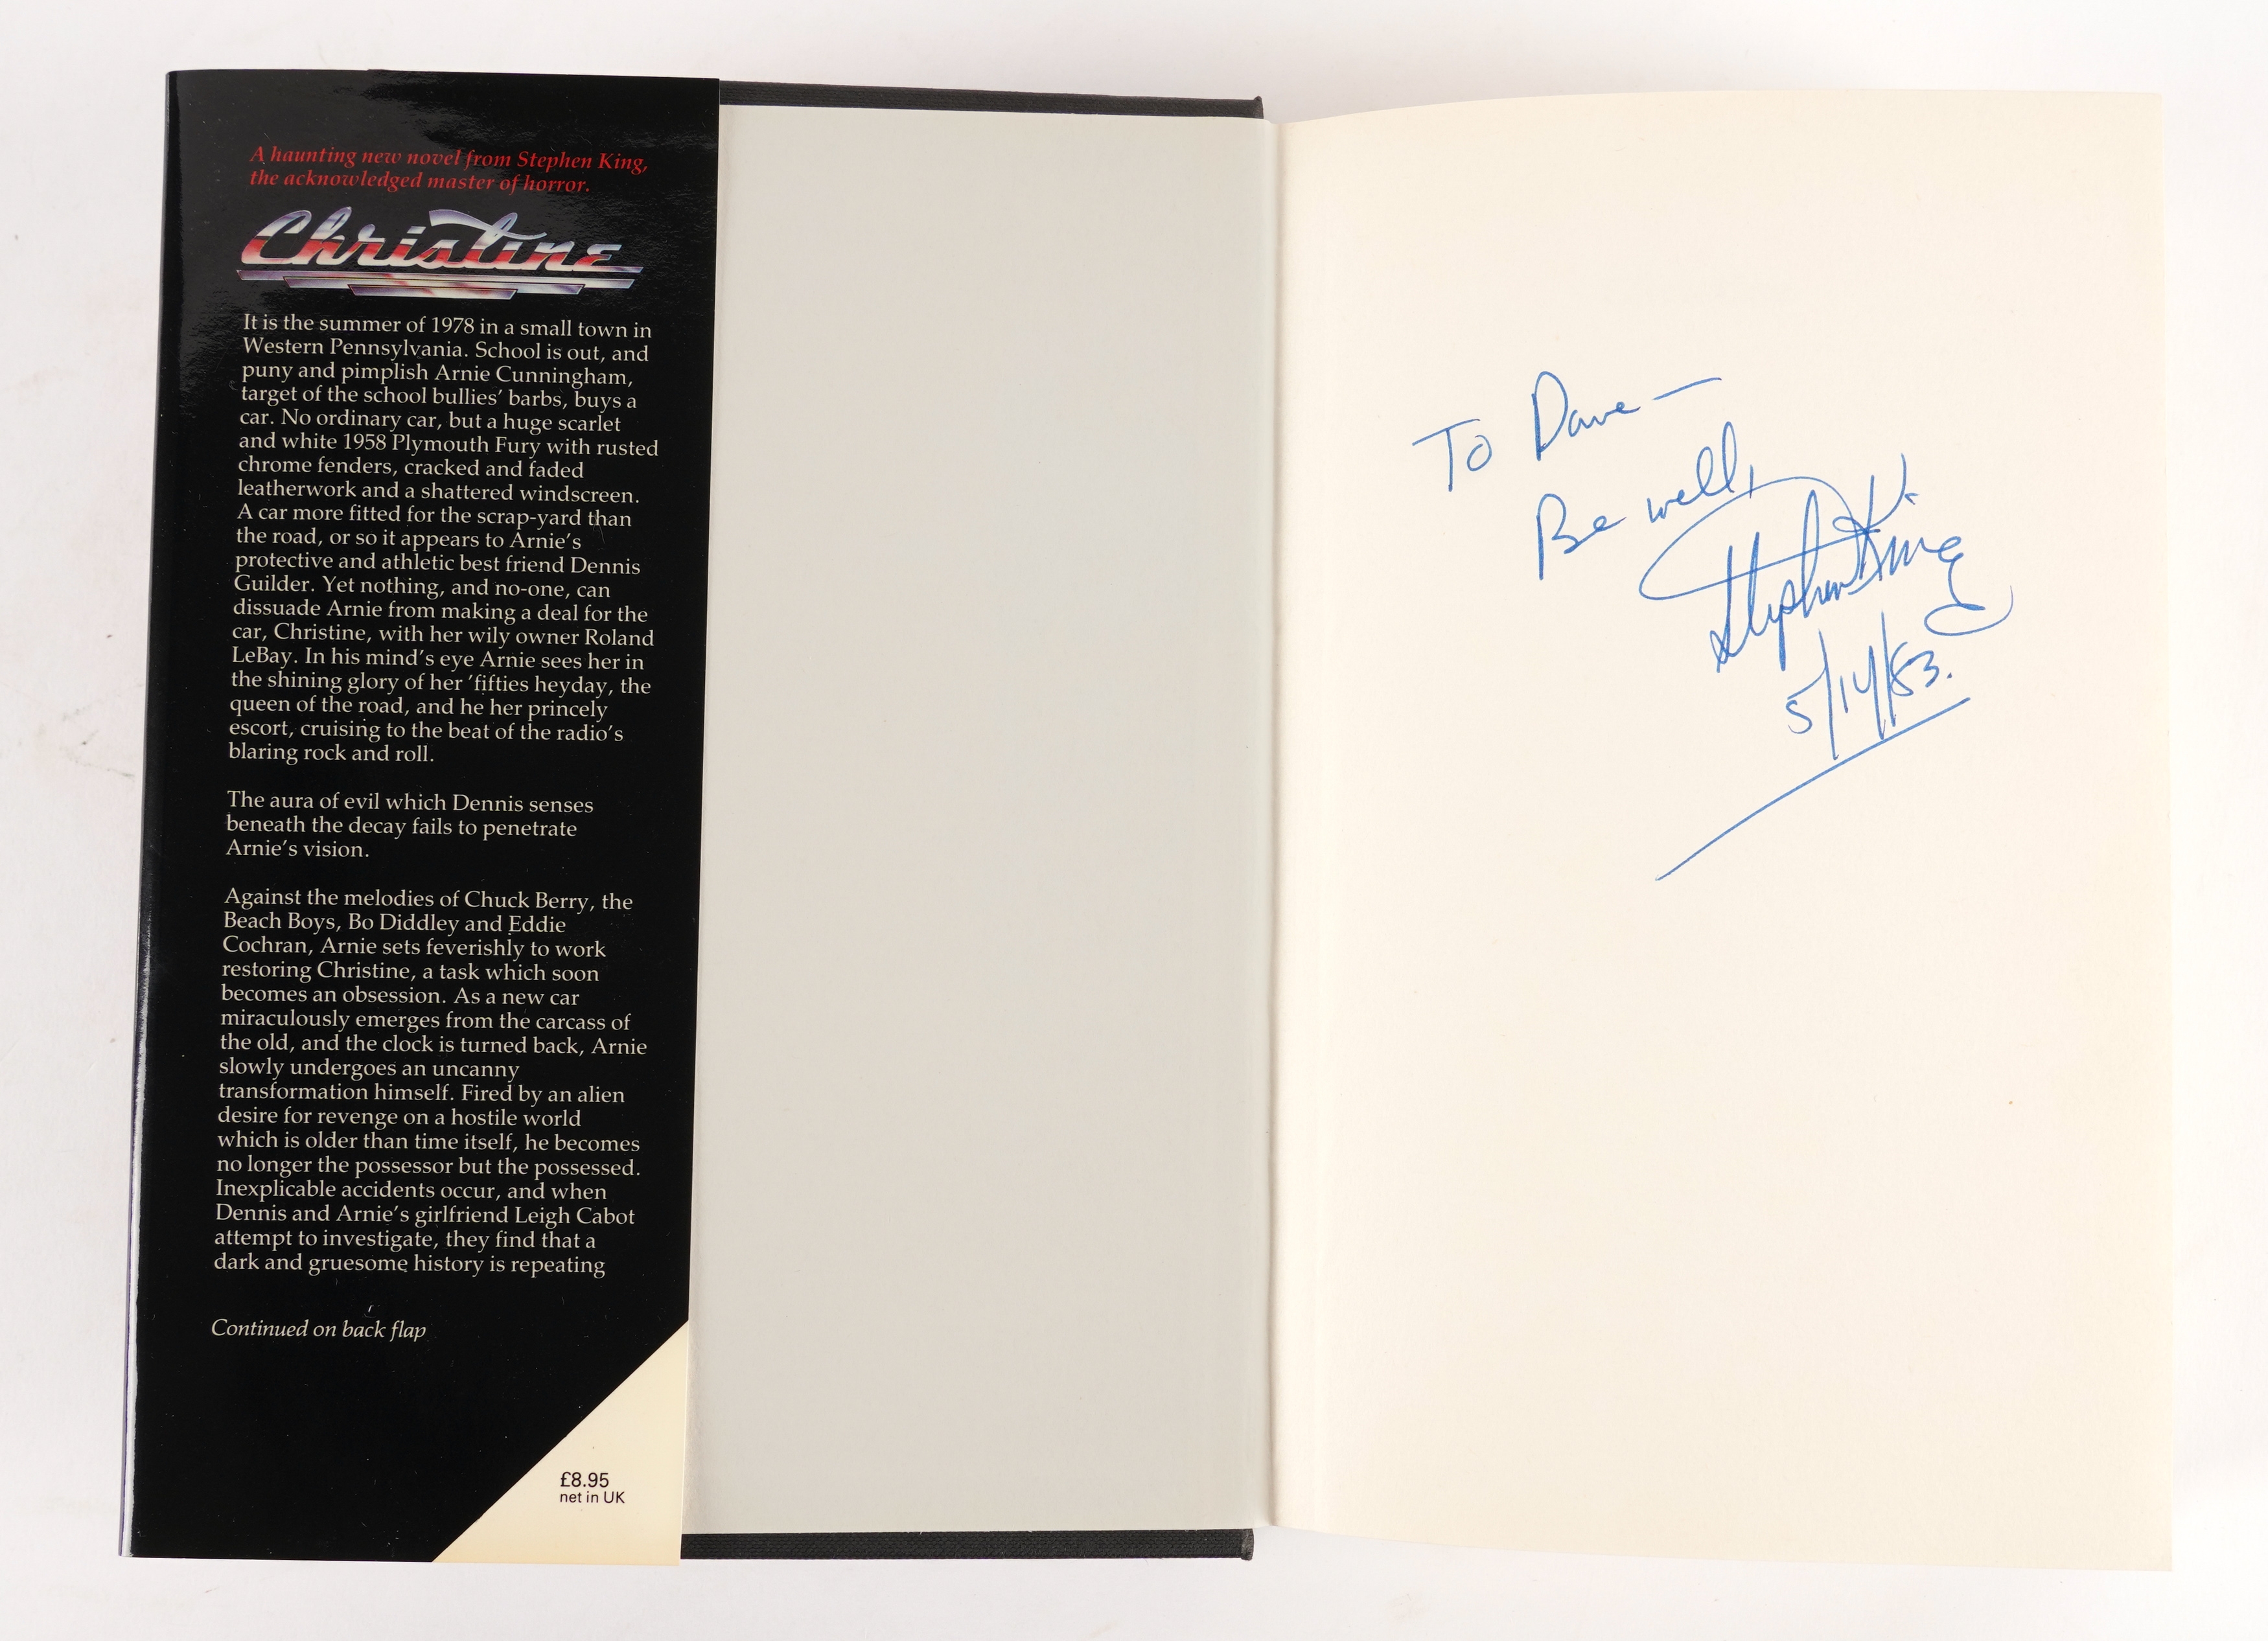 A haunting new novel from Stephen King,
the acknowledged master of horror.
Christine
It is the summer of 1978 in a small town in
Western Pennsylvania. School is out, and
puny and pimplish Arnie Cunningham,
target of the school bullies’ barbs, buys a
car. No ordinary car, but a huge scarlet
and white 1958 Plymouth Fury with rusted
chrome fenders, cracked and faded
leatherwork and a shattered windscreen.
A car more fitted for the scrap-yard than
the road, or so it appears to Arnie’s
protective and athletic best friend Dennis
Guilder. Yet nothing, and no-one, can
dissuade Arnie from making a deal for the
car, Christine, with her wily owner Roland
LeBay. In his mind’s eye Arnie sees her in
the shining glory of her ’fifties heyday, the
queen of the road, and he her princely
escort, cruising to the beat of the radio’s
blaring rock and roll.
The aura of evil which Dennis senses
beneath the decay fails to penetrate
Arnie’s vision.
Against the melodies of Chuck Berry, the
Beach Boys, Bo Diddley and Eddie
Cochran, Arnie sets feverishly to work
restoring Christine, a task which soon
becomes an obsession. As a new car
miraculously emerges from the carcass of
the old, and the clock is turned back, Arnie
slowly undergoes an uncanny
transformation himself. Fired by an alien
desire for revenge on a hostile world
which is older than time itself, he becomes
no longer the possessor but the possessed.
Inexplicable accidents occur, and when
Dennis and Arnie’s girlfriend Leigh Cabot
attempt to investigate, they find that a
dark and gruesome history is repeating
Continued on back flap
£8.95
net in UK
To Dave —
Be well,
Stephen King
5/14/83.